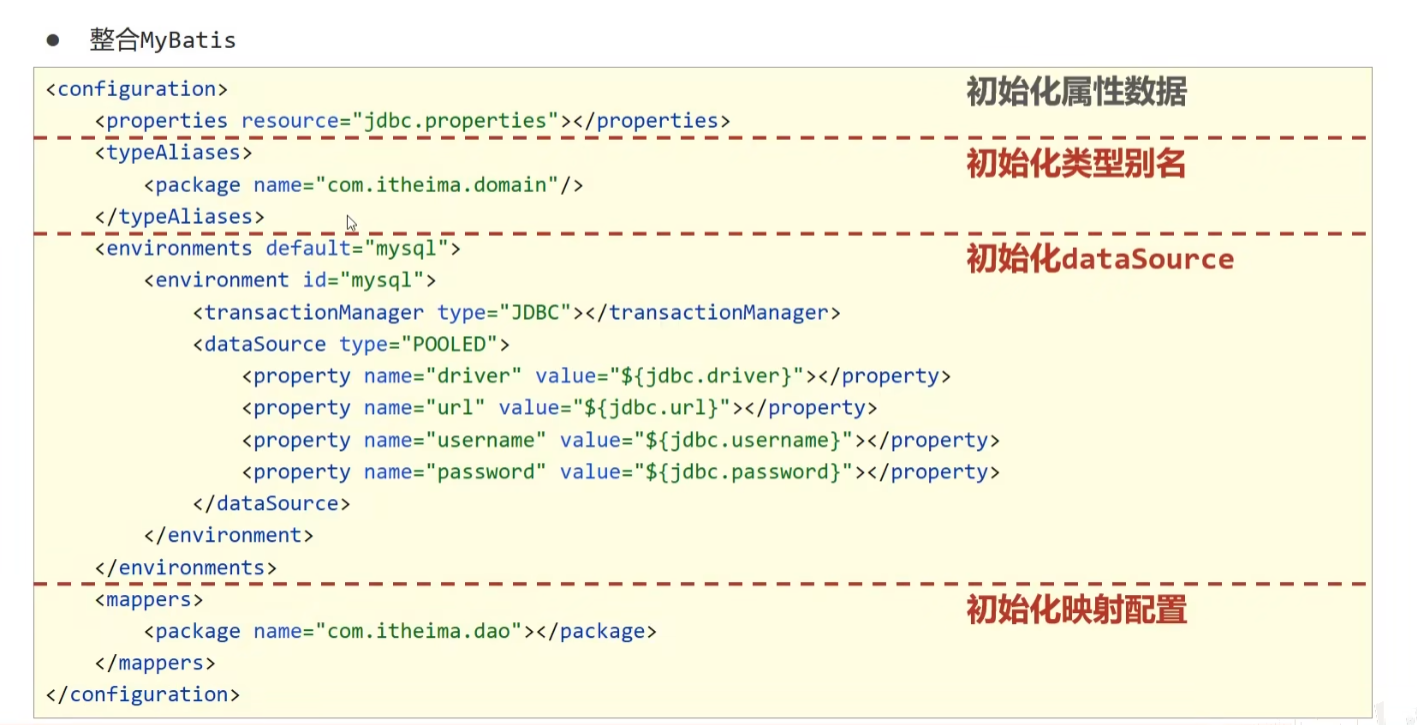 ● 整合MyBatis
<configuration>
初始化属性数据
<properties resource="jdbc.properties"></properties>
<typeAliases>
初始化类型别名
<package name="com.itheima.domain"/>
</typeAliases>
<environments default="mysql">
初始化dataSource
<environment id="mysql">
<transactionManager type="JDBC"></transactionManager>
<dataSource type="POOLED">
<property name="driver" value="${jdbc.driver}"></property>
<property name="url" value="${jdbc.url}"></property>
<property name="username" value="${jdbc.username}"></property>
<property name="password" value="${jdbc.password}"></property>
</dataSource>
</environment>
</environments>
<mappers>
初始化映射配置
<package name="com.itheima.dao"></package>
</mappers>
</configuration>